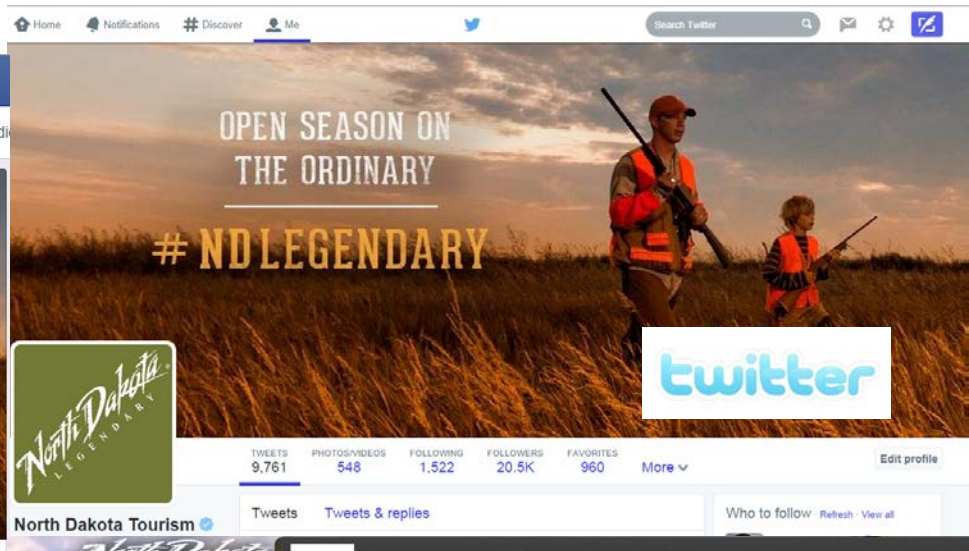 Home Notifications # Discover Me Search Twitter
OPEN SEASON ON
THE ORDINARY
#NDLEGENDARY
twitter
North Dakota
LEGENDARY
TWEETS PHOTOS/VIDEOS FOLLOWING FOLLOWERS FAVORITES
9,761 548 1,522 20.5K 960 More Edit profile
Tweets Tweets & replies Who to follow Refresh · View all
North Dakota Tourism
North Dakota